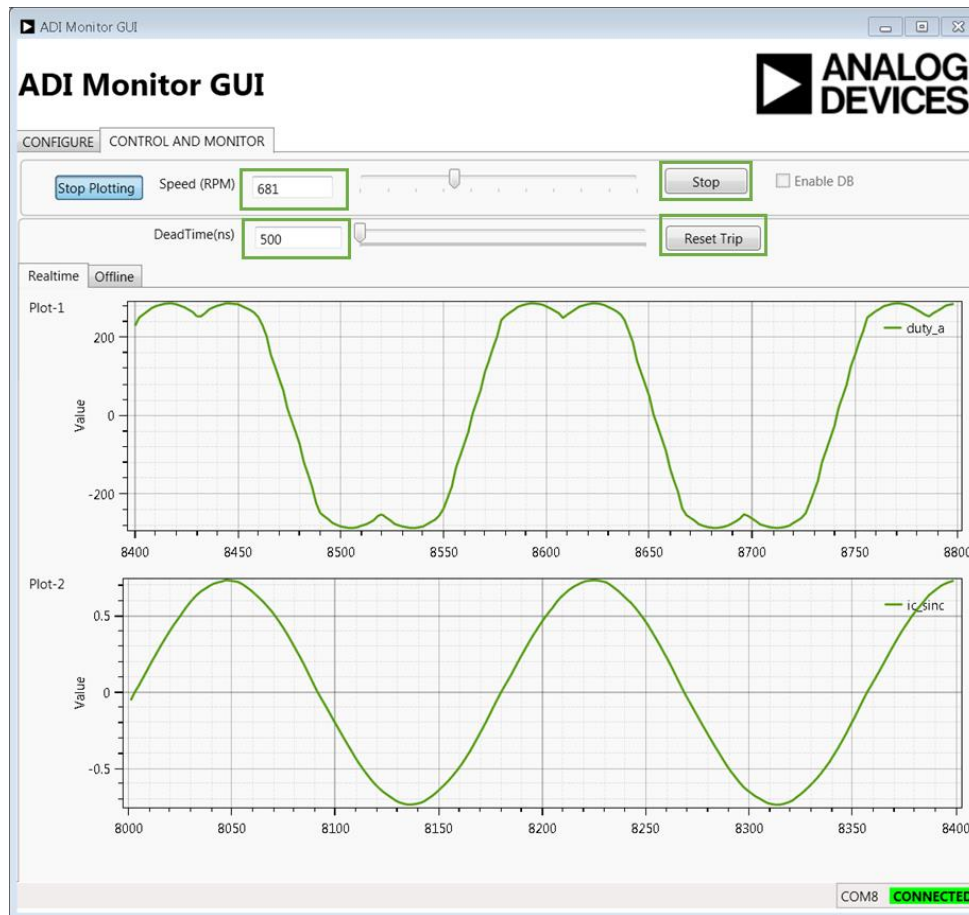 ADI Monitor GUI
ADI Monitor GUI
ANALOG
DEVICES
CONFIGURE CONTROL AND MONITOR
Stop Plotting Speed (RPM) 681 Stop Enable DB
DeadTime(ns) 500 Reset Trip
Realtime Offline
Plot-1
duty_a
200
0
-200
Value
8400 8450 8500 8550 8600 8650 8700 8750 8800
Plot-2
ic_sinc
0.5
0
-0.5
Value
8000 8050 8100 8150 8200 8250 8300 8350 8400
COM8 CONNECTED